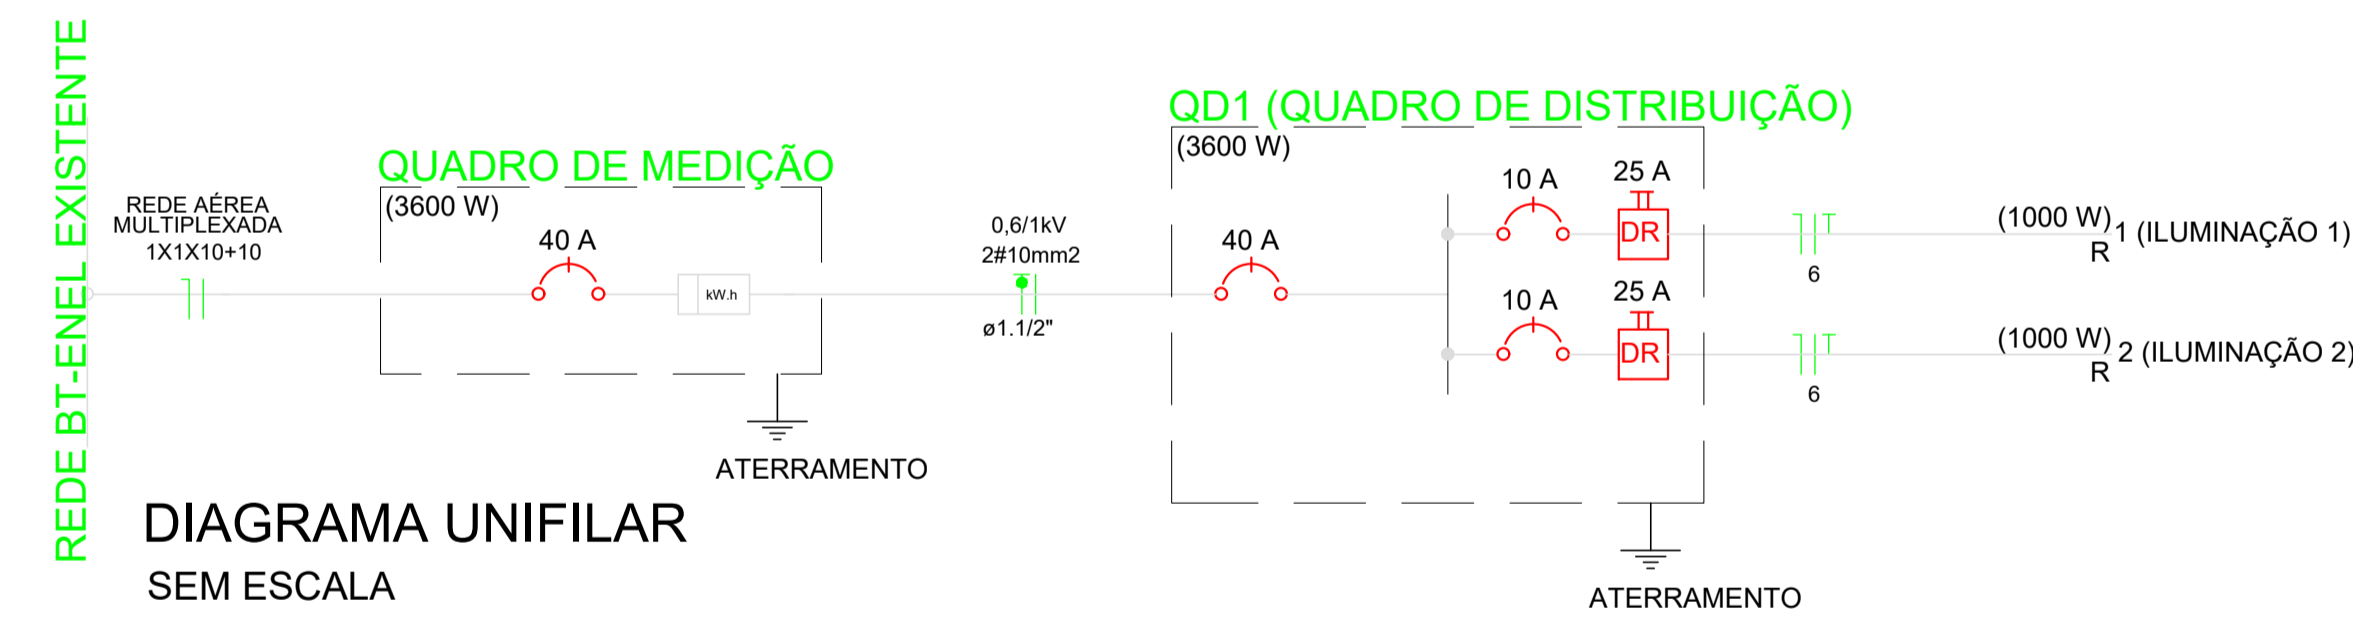 REDE BT-ENEL EXISTENTE
REDE AÉREA
MULTIPLEXADA
1X1X10+10
QUADRO DE MEDIÇÃO
(3600 W)
40 A
kW.h
ATERRAMENTO
0,6/1kV
2#10mm2
ø1.1/2"
QD1 (QUADRO DE DISTRIBUIÇÃO)
(3600 W)
40 A
10 A
25 A
DR
6
(1000 W)
R
1 (ILUMINAÇÃO 1)
10 A
25 A
DR
6
(1000 W)
R
2 (ILUMINAÇÃO 2)
ATERRAMENTO
DIAGRAMA UNIFILAR
SEM ESCALA